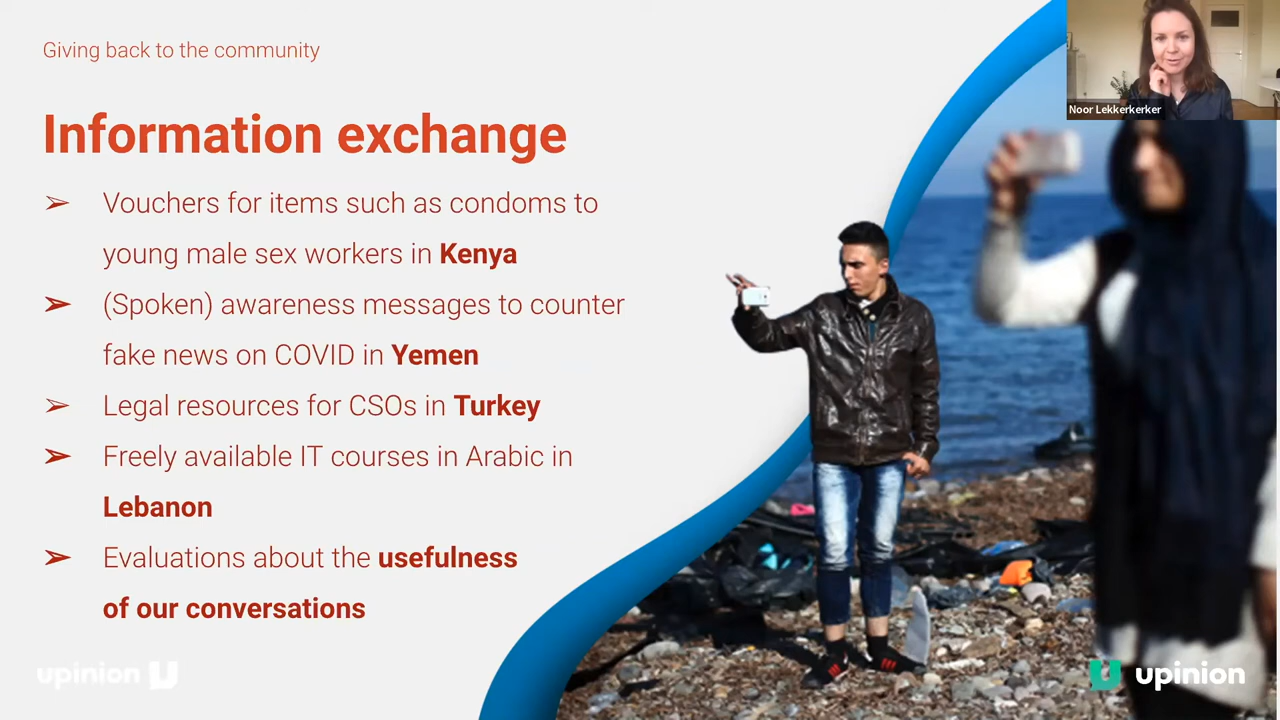 Giving back to the community
Noor Lekkerkerker
Information exchange
➢ Vouchers for items such as condoms to
young male sex workers in Kenya
➢ (Spoken) awareness messages to counter
fake news on COVID in Yemen
➢ Legal resources for CSOs in Turkey
➢ Freely available IT courses in Arabic in
Lebanon
➢ Evaluations about the usefulness
of our conversations
upinion
upinion